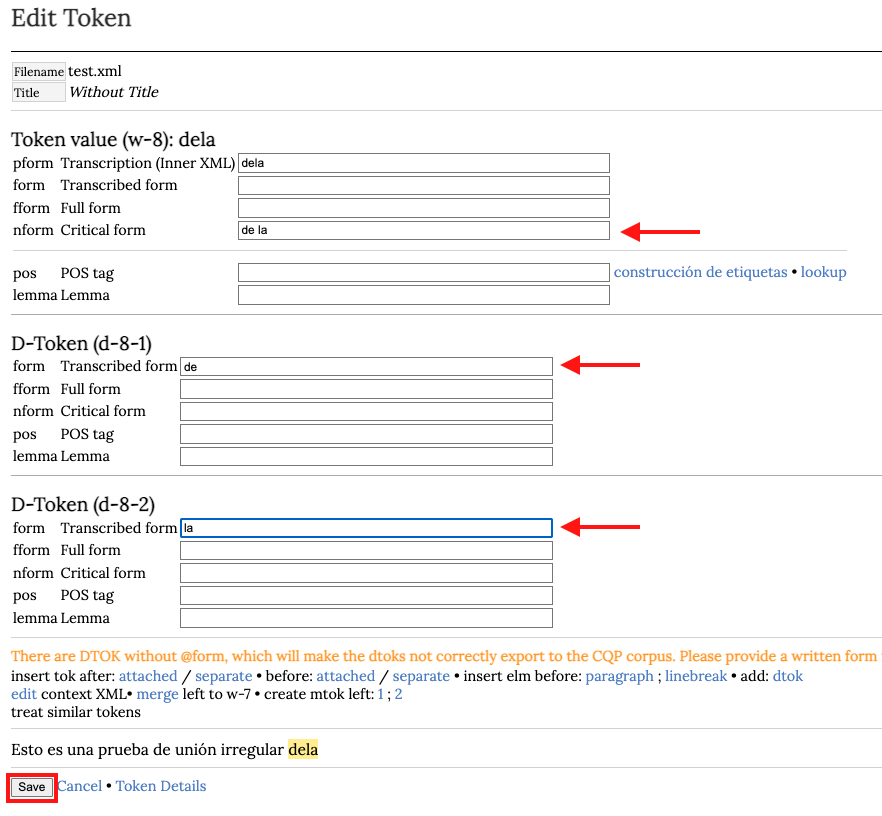 Edit Token
Filename test.xml
Title Without Title
Token value (w-8): dela
pform Transcription (Inner XML) dela
form Transcribed form
fform Full form
nform Critical form de la
pos POS tag construcción de etiquetas • lookup
lemma Lemma
D-Token (d-8-1)
form Transcribed form de
fform Full form
nform Critical form
pos POS tag
lemma Lemma
D-Token (d-8-2)
form Transcribed form la
fform Full form
nform Critical form
pos POS tag
lemma Lemma
There are DTOK without @form, which will make the dtoks not correctly export to the CQP corpus. Please provide a written form
insert tok after: attached / separate • before: attached / separate • insert elm before: paragraph ; linebreak • add: dtok
edit context XML• merge left to w-7 • create mtok left: 1 ; 2
treat similar tokens
Esto es una prueba de unión irregular dela
Save Cancel • Token Details